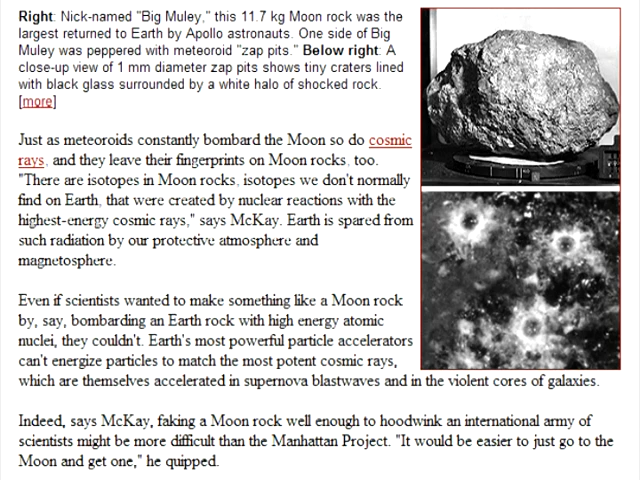 Right: Nick-named "Big Muley," this 11.7 kg Moon rock was the
largest returned to Earth by Apollo astronauts. One side of Big
Muley was peppered with meteoroid "zap pits." Below right: A
close-up view of 1 mm diameter zap pits shows tiny craters lined
with black glass surrounded by a white halo of shocked rock.
[more]
Just as meteoroids constantly bombard the Moon so do cosmic
rays, and they leave their fingerprints on Moon rocks, too.
"There are isotopes in Moon rocks, isotopes we don't normally
find on Earth, that were created by nuclear reactions with the
highest-energy cosmic rays," says McKay. Earth is spared from
such radiation by our protective atmosphere and
magnetosphere.
Even if scientists wanted to make something like a Moon rock
by, say, bombarding an Earth rock with high energy atomic
nuclei, they couldn't. Earth's most powerful particle accelerators
can't energize particles to match the most potent cosmic rays,
which are themselves accelerated in supernova blastwaves and in the violent cores of galaxies.
Indeed, says McKay, faking a Moon rock well enough to hoodwink an international army of
scientists might be more difficult than the Manhattan Project. "It would be easier to just go to the
Moon and get one," he quipped.